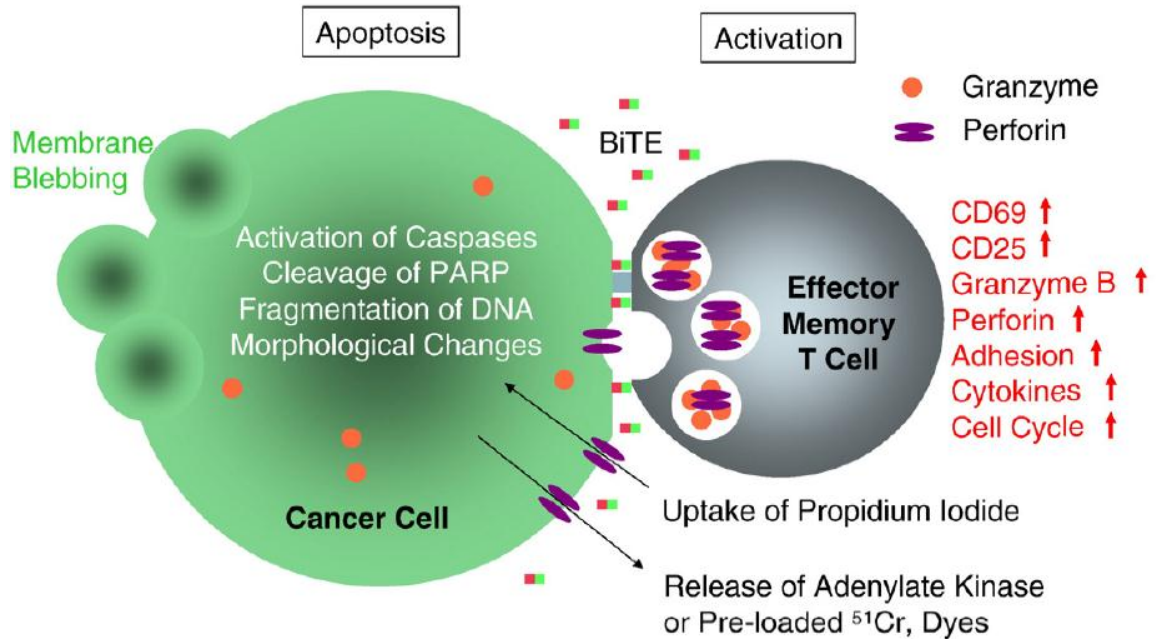 Apoptosis
Activation
Granzyme
Perforin
BiTE
Membrane
Blebbing
Activation of Caspases
Cleavage of PARP
Fragmentation of DNA
Morphological Changes
Cancer Cell
Effector
Memory
T Cell
CD69 ↑
CD25 ↑
Granzyme B ↑
Perforin ↑
Adhesion ↑
Cytokines ↑
Cell Cycle ↑
Uptake of Propidium Iodide
Release of Adenylate Kinase
or Pre-loaded ⁵¹Cr, Dyes